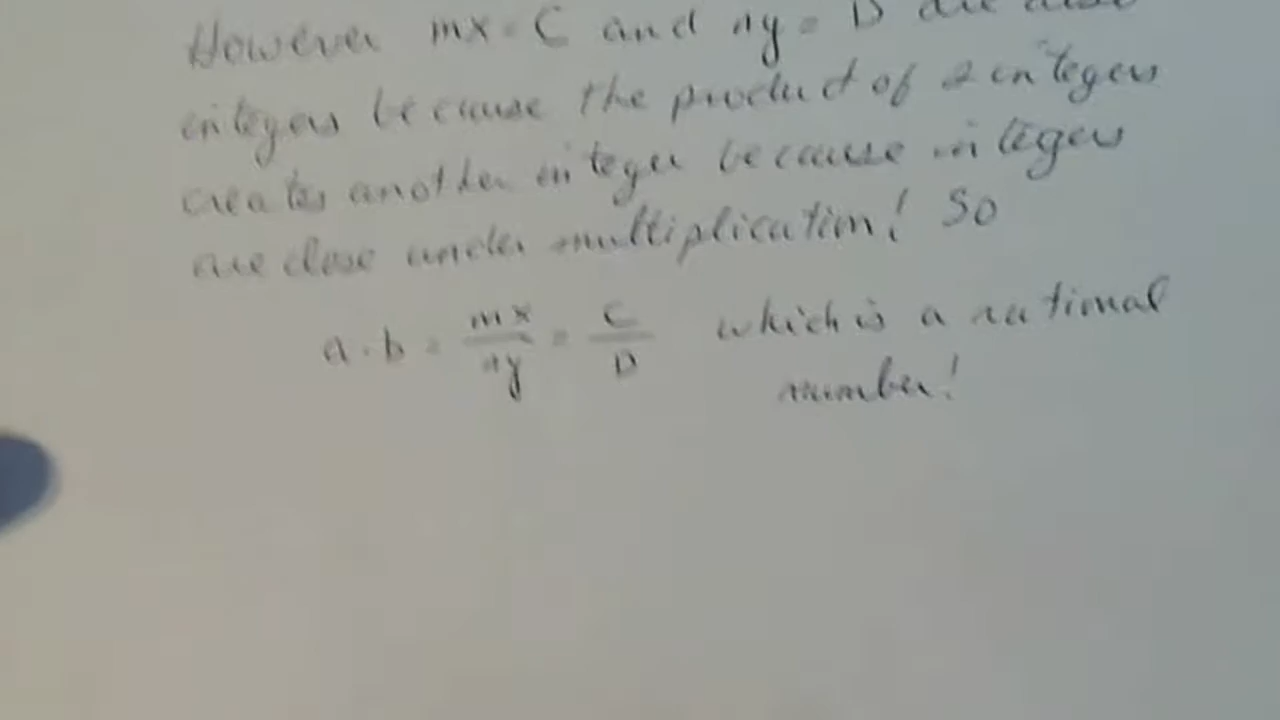 However mx = C and ny = D are also
integers because the product of 2 integers
creates another integer because integers
are close under multiplication! So
a · b = mx/ny = C/D which is a rational
number!